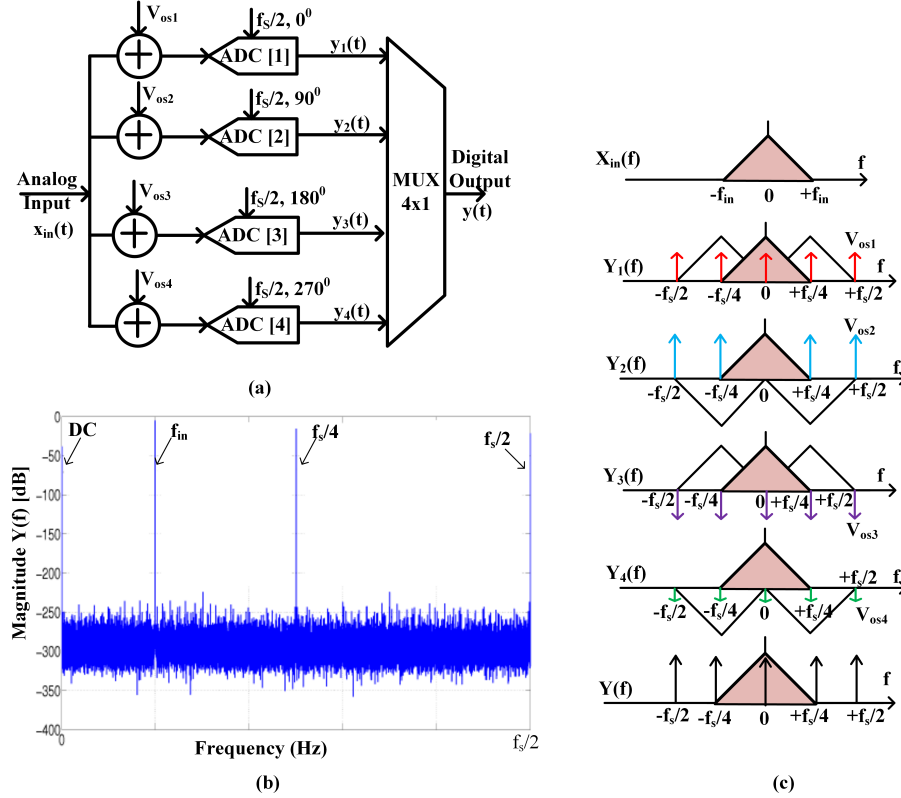 V_os1
f_S/2, 0^0
ADC [1]
y_1(t)
V_os2
f_S/2, 90^0
ADC [2]
y_2(t)
Analog
Input
x_in(t)
V_os3
f_S/2, 180^0
ADC [3]
y_3(t)
V_os4
f_S/2, 270^0
ADC [4]
y_4(t)
MUX
4x1
Digital
Output
y(t)
(a)
Magnitude Y(f) [dB]
0
-50
-100
-150
-200
-250
-300
-350
-400
DC
f_in
f_s/4
f_s/2
0
Frequency (Hz)
f_s/2
(b)
X_in(f)
f
-f_in
0
+f_in
Y_1(f)
V_os1
f
-f_s/2
-f_s/4
0
+f_s/4
+f_s/2
Y_2(f)
V_os2
f_s
-f_s/2
-f_s/4
0
+f_s/4
+f_s/2
Y_3(f)
f
-f_s/2
-f_s/4
0
+f_s/4
+f_s/2
V_os3
Y_4(f)
+f_s/2
f_s
-f_s/2
-f_s/4
0
+f_s/4
V_os4
Y(f)
f
-f_s/2
-f_s/4
0
+f_s/4
+f_s/2
(c)